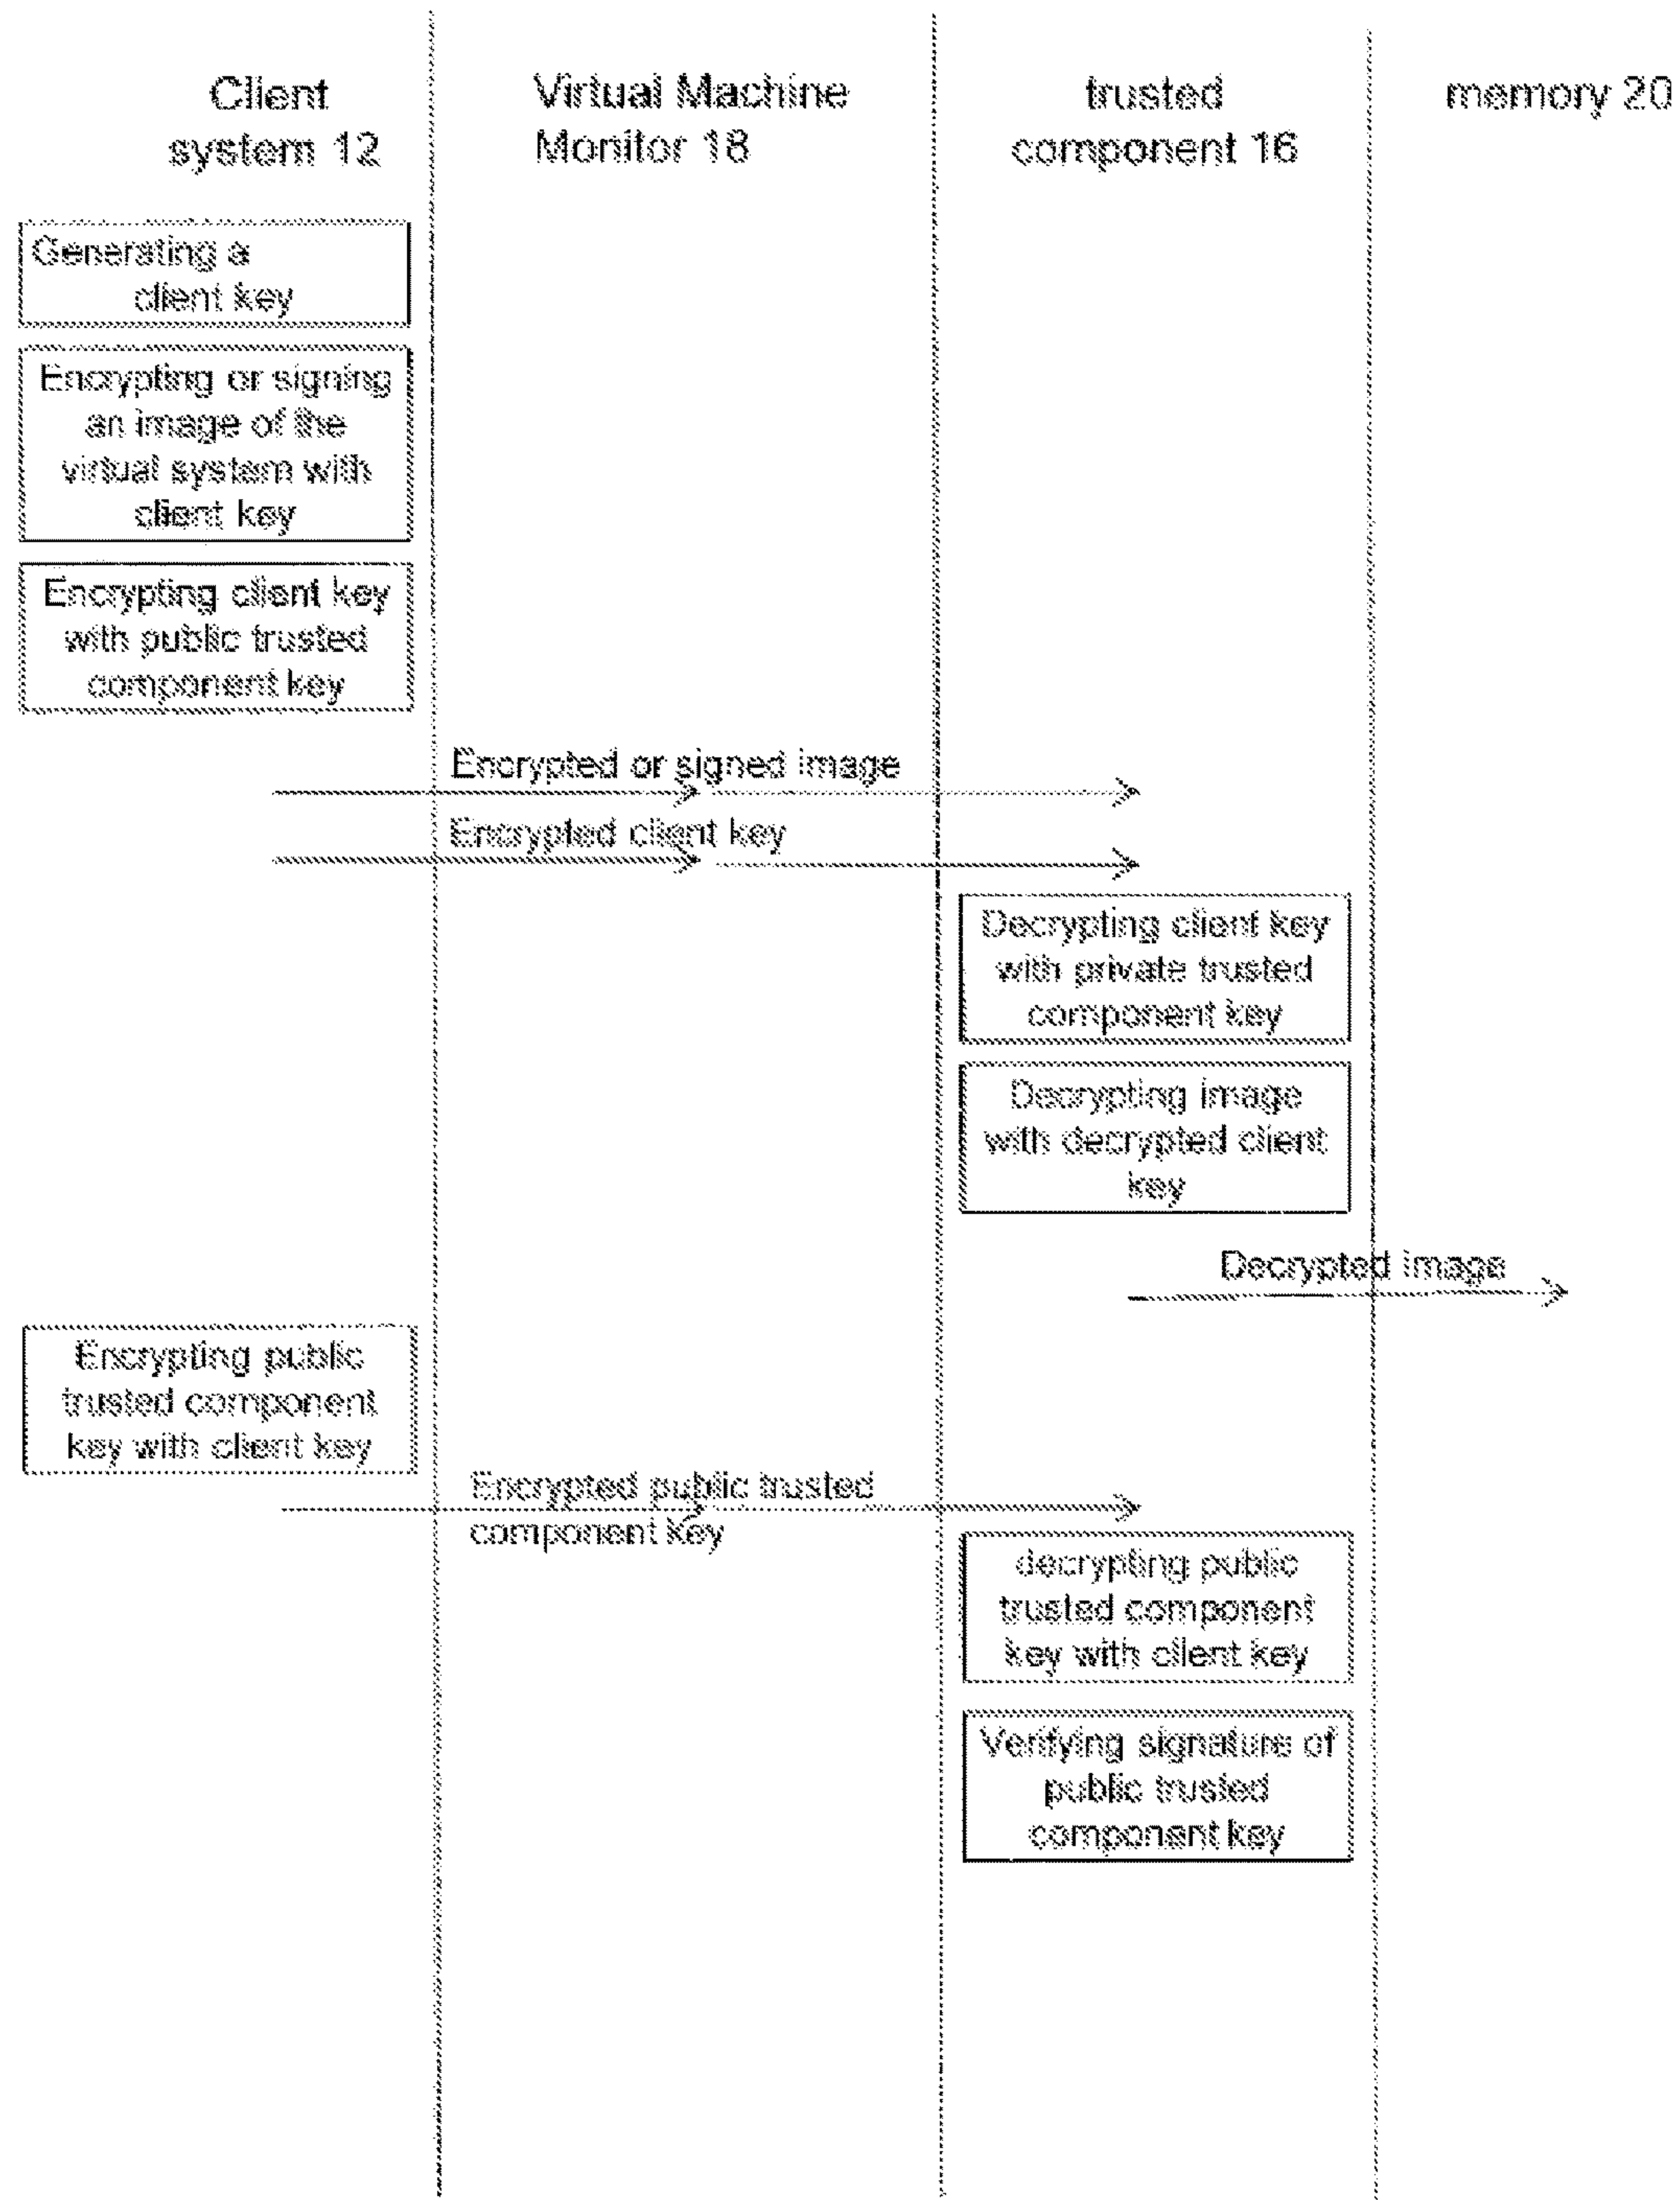 Client
system 12
Virtual Machine
Monitor 18
trusted
component 16
memory 20
Generating a
client key
Encrypting or signing
an image of the
virtual system with
client key
Encrypting client key
with public trusted
component key
Encrypted or signed image
Encrypted client key
Decrypting client key
with private trusted
component key
Decrypting image
with decrypted client
key
Decrypted image
Encrypting public
trusted component
key with client key
Encrypted public trusted
component key
decrypting public
trusted component
key with client key
Verifying signature of
public trusted
component key